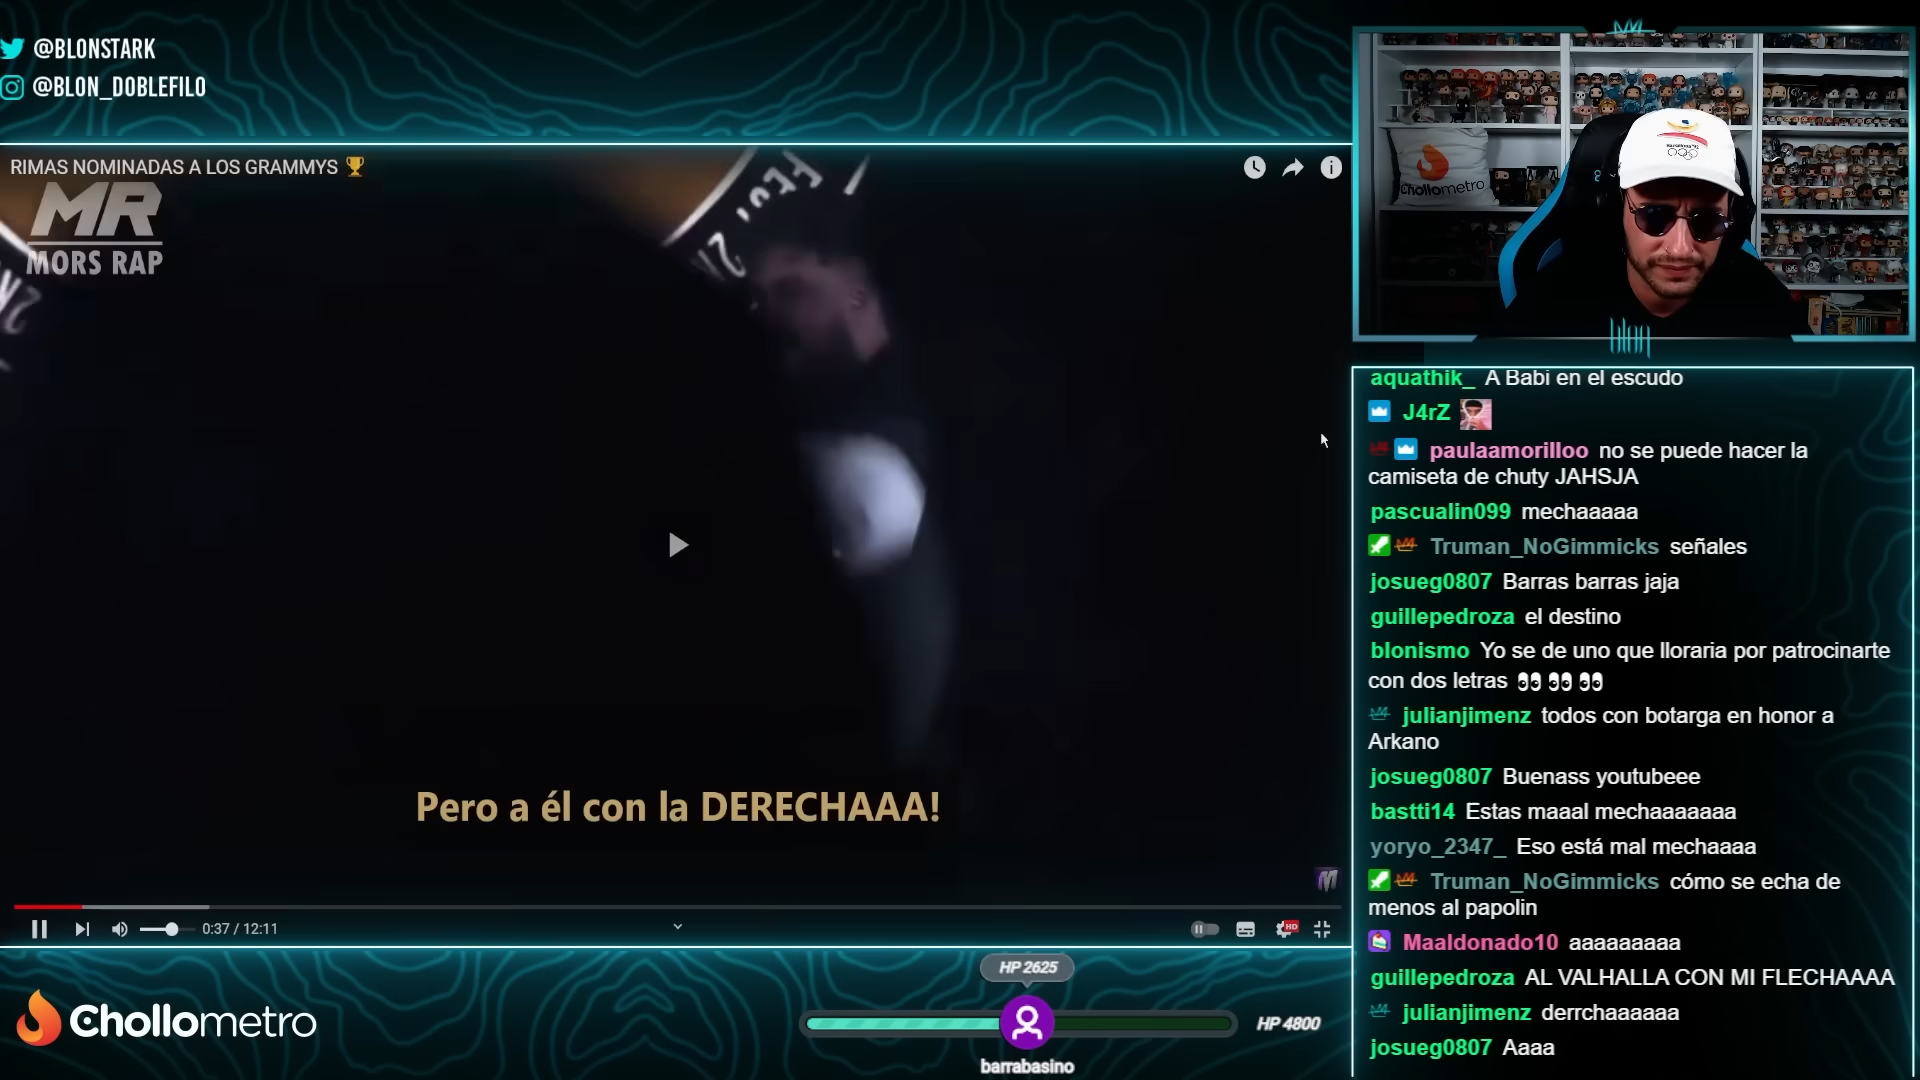 @BLONSTARK
@BLON_DOBLEFILO
RIMAS NOMINADAS A LOS GRAMMYS 🏆
MR
MORS RAP
Pero a él con la DERECHAAA!
0:37 / 12:11
HD
Chollometro
HP 2625
HP 4800
barrabasino
Chollometro
Barcelona'92
blon
aquathik_ A Babi en el escudo
J4rZ
paulaamorilloo no se puede hacer la
camiseta de chuty JAHSJA
pascualin099 mechaaaaa
Truman_NoGimmicks señales
josueg0807 Barras barras jaja
guillepedroza el destino
blonismo Yo se de uno que lloraria por patrocinarte
con dos letras 👀 👀 👀
julianjimenz todos con botarga en honor a
Arkano
josueg0807 Buenass youtubeee
bastti14 Estas maaal mechaaaaaaa
yoryo_2347_ Eso está mal mechaaaa
Truman_NoGimmicks cómo se echa de
menos al papolin
Maaldonado10 aaaaaaaaa
guillepedroza AL VALHALLA CON MI FLECHAAAA
julianjimenz derrchaaaaaa
josueg0807 Aaaa